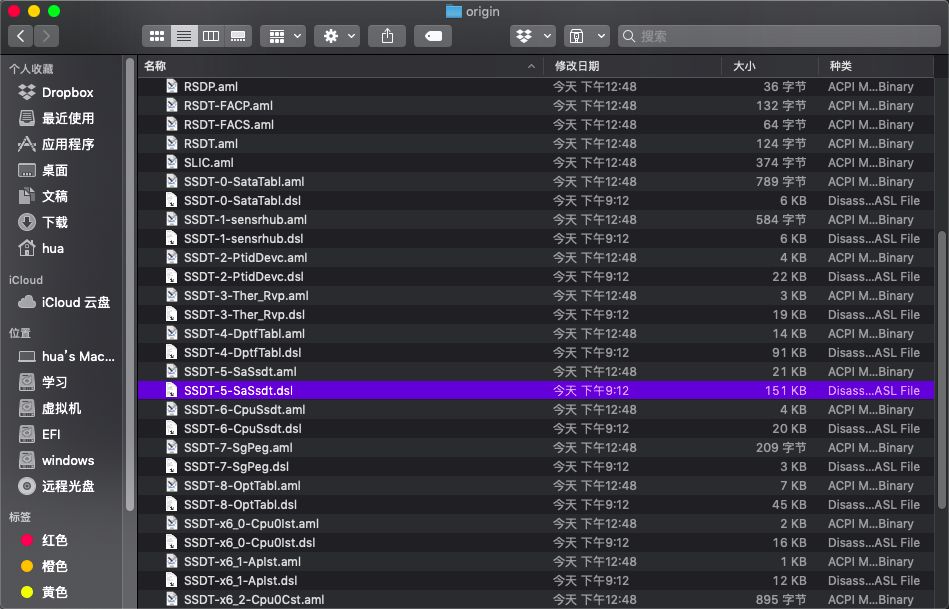 origin
搜索
个人收藏
Dropbox
最近使用
应用程序
桌面
文稿
下载
hua
iCloud
iCloud 云盘
位置
hua's Mac...
学习
虚拟机
EFI
windows
远程光盘
标签
红色
橙色
黄色
名称 修改日期 大小 种类
RSDP.aml 今天 下午12:48 36 字节 ACPI M...Binary
RSDT-FACP.aml 今天 下午12:48 132 字节 ACPI M...Binary
RSDT-FACS.aml 今天 下午12:48 64 字节 ACPI M...Binary
RSDT.aml 今天 下午12:48 124 字节 ACPI M...Binary
SLIC.aml 今天 下午12:48 374 字节 ACPI M...Binary
SSDT-0-SataTabl.aml 今天 下午12:48 789 字节 ACPI M...Binary
SSDT-0-SataTabl.dsl 今天 下午9:12 6 KB Disass...ASL File
SSDT-1-sensrhub.aml 今天 下午12:48 584 字节 ACPI M...Binary
SSDT-1-sensrhub.dsl 今天 下午9:12 6 KB Disass...ASL File
SSDT-2-PtidDevc.aml 今天 下午12:48 4 KB ACPI M...Binary
SSDT-2-PtidDevc.dsl 今天 下午9:12 22 KB Disass...ASL File
SSDT-3-Ther_Rvp.aml 今天 下午12:48 3 KB ACPI M...Binary
SSDT-3-Ther_Rvp.dsl 今天 下午9:12 19 KB Disass...ASL File
SSDT-4-DptfTabl.aml 今天 下午12:48 14 KB ACPI M...Binary
SSDT-4-DptfTabl.dsl 今天 下午9:12 91 KB Disass...ASL File
SSDT-5-SaSsdt.aml 今天 下午12:48 21 KB ACPI M...Binary
SSDT-5-SaSsdt.dsl 今天 下午9:12 151 KB Disass...ASL File
SSDT-6-CpuSsdt.aml 今天 下午12:48 4 KB ACPI M...Binary
SSDT-6-CpuSsdt.dsl 今天 下午9:12 20 KB Disass...ASL File
SSDT-7-SgPeg.aml 今天 下午12:48 209 字节 ACPI M...Binary
SSDT-7-SgPeg.dsl 今天 下午9:12 3 KB Disass...ASL File
SSDT-8-OptTabl.aml 今天 下午12:48 7 KB ACPI M...Binary
SSDT-8-OptTabl.dsl 今天 下午9:12 45 KB Disass...ASL File
SSDT-x6_0-Cpu0Ist.aml 今天 下午12:48 2 KB ACPI M...Binary
SSDT-x6_0-Cpu0Ist.dsl 今天 下午9:12 16 KB Disass...ASL File
SSDT-x6_1-ApIst.aml 今天 下午12:48 1 KB ACPI M...Binary
SSDT-x6_1-ApIst.dsl 今天 下午9:12 12 KB Disass...ASL File
SSDT-x6_2-Cpu0Cst.aml 今天 下午12:48 895 字节 ACPI M...Binary